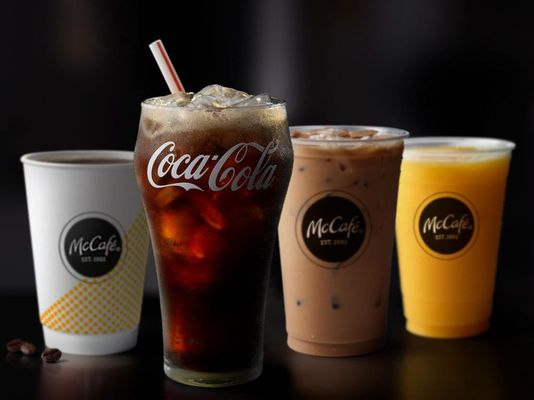 McCafé
EST. 1993
Coca-Cola
McCafé
EST. 1993
McCafé
EST. 1993